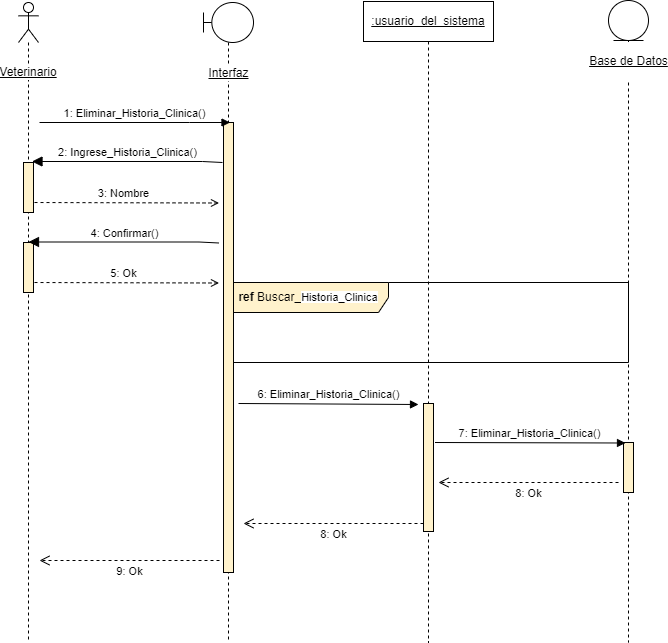 :usuario_del_sistema
Veterinario
Interfaz
Base de Datos
1: Eliminar_Historia_Clinica()
2: Ingrese_Historia_Clinica()
3: Nombre
4: Confirmar()
5: Ok
ref Buscar_Historia_Clinica
6: Eliminar_Historia_Clinica()
7: Eliminar_Historia_Clinica()
8: Ok
8: Ok
9: Ok